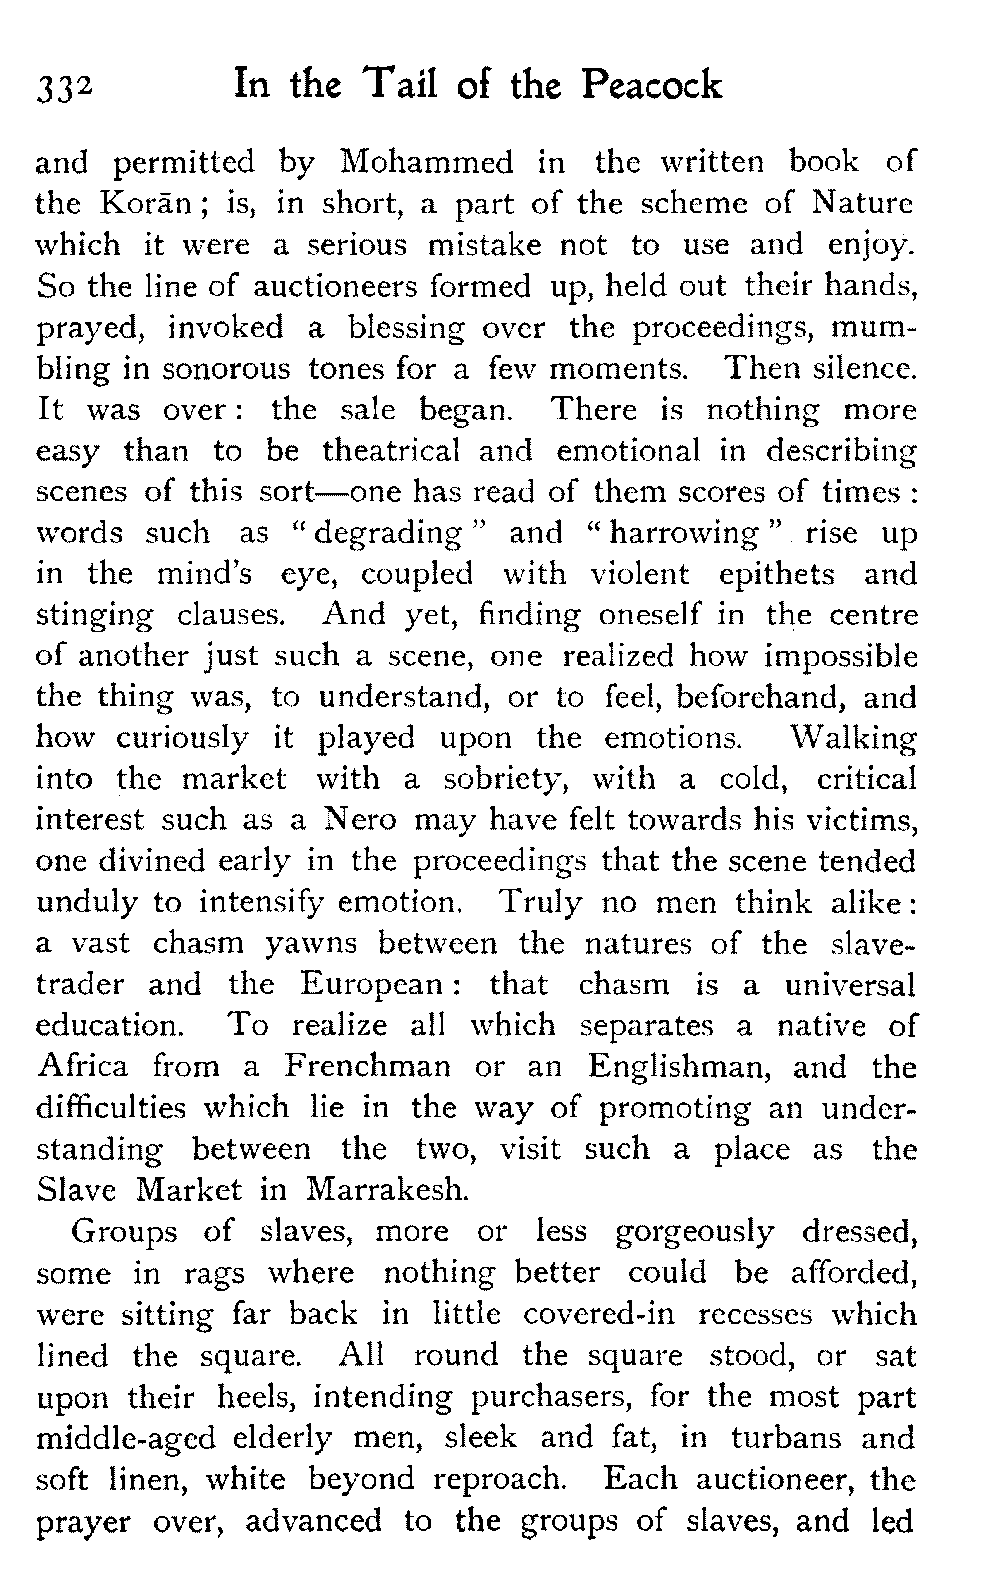 332 In the Tail of the Peacock
and permitted by Mohammed in the written book of
the Korān ; is, in short, a part of the scheme of Nature
which it were a serious mistake not to use and enjoy.
So the line of auctioneers formed up, held out their hands,
prayed, invoked a blessing over the proceedings, mum-
bling in sonorous tones for a few moments. Then silence.
It was over : the sale began. There is nothing more
easy than to be theatrical and emotional in describing
scenes of this sort—one has read of them scores of times :
words such as “ degrading ” and “ harrowing ” rise up
in the mind’s eye, coupled with violent epithets and
stinging clauses. And yet, finding oneself in the centre
of another just such a scene, one realized how impossible
the thing was, to understand, or to feel, beforehand, and
how curiously it played upon the emotions. Walking
into the market with a sobriety, with a cold, critical
interest such as a Nero may have felt towards his victims,
one divined early in the proceedings that the scene tended
unduly to intensify emotion. Truly no men think alike :
a vast chasm yawns between the natures of the slave-
trader and the European : that chasm is a universal
education. To realize all which separates a native of
Africa from a Frenchman or an Englishman, and the
difficulties which lie in the way of promoting an under-
standing between the two, visit such a place as the
Slave Market in Marrakesh.
Groups of slaves, more or less gorgeously dressed,
some in rags where nothing better could be afforded,
were sitting far back in little covered-in recesses which
lined the square. All round the square stood, or sat
upon their heels, intending purchasers, for the most part
middle-aged elderly men, sleek and fat, in turbans and
soft linen, white beyond reproach. Each auctioneer, the
prayer over, advanced to the groups of slaves, and led